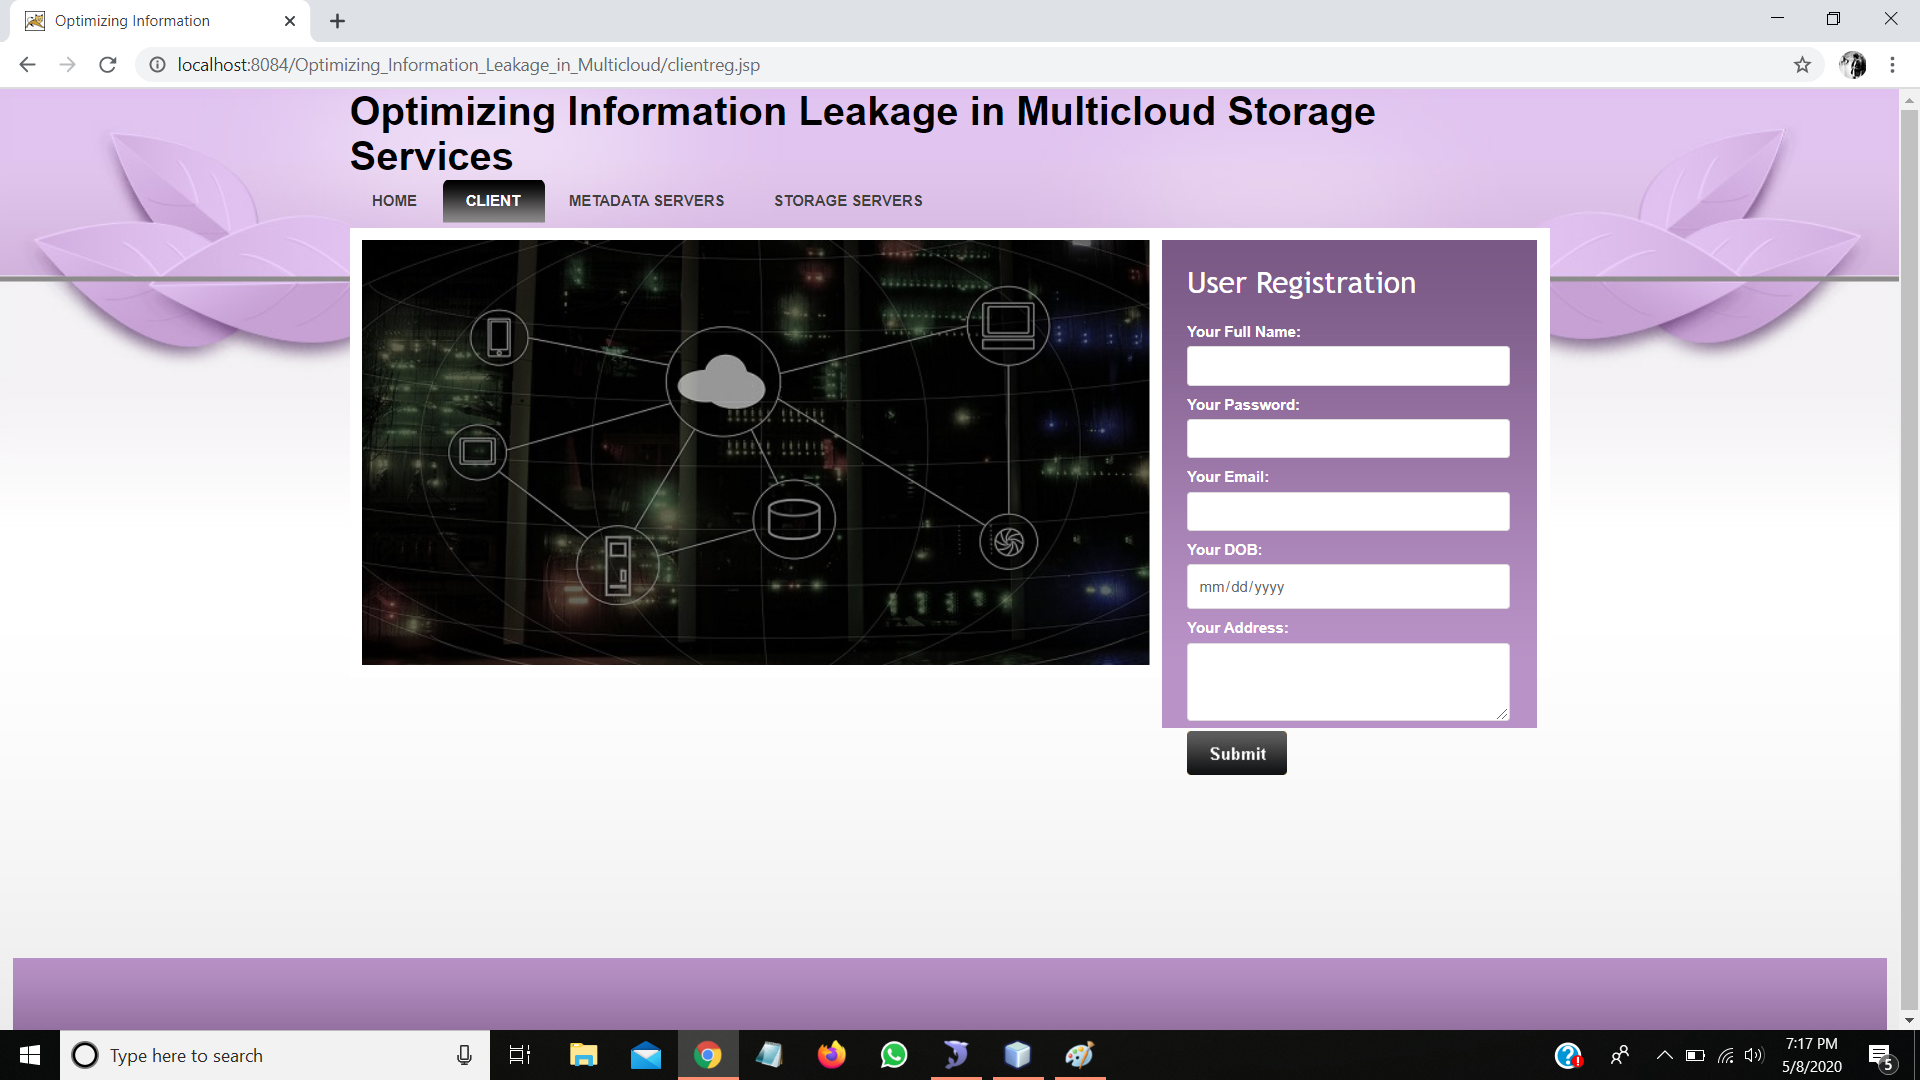 Optimizing Information
localhost:8084/Optimizing_Information_Leakage_in_Multicloud/clientreg.jsp
Optimizing Information Leakage in Multicloud Storage
Services
HOME
CLIENT
METADATA SERVERS
STORAGE SERVERS
User Registration
Your Full Name:
Your Password:
Your Email:
Your DOB:
mm/dd/yyyy
Your Address:
Submit
Type here to search
7:17 PM
5/8/2020
5